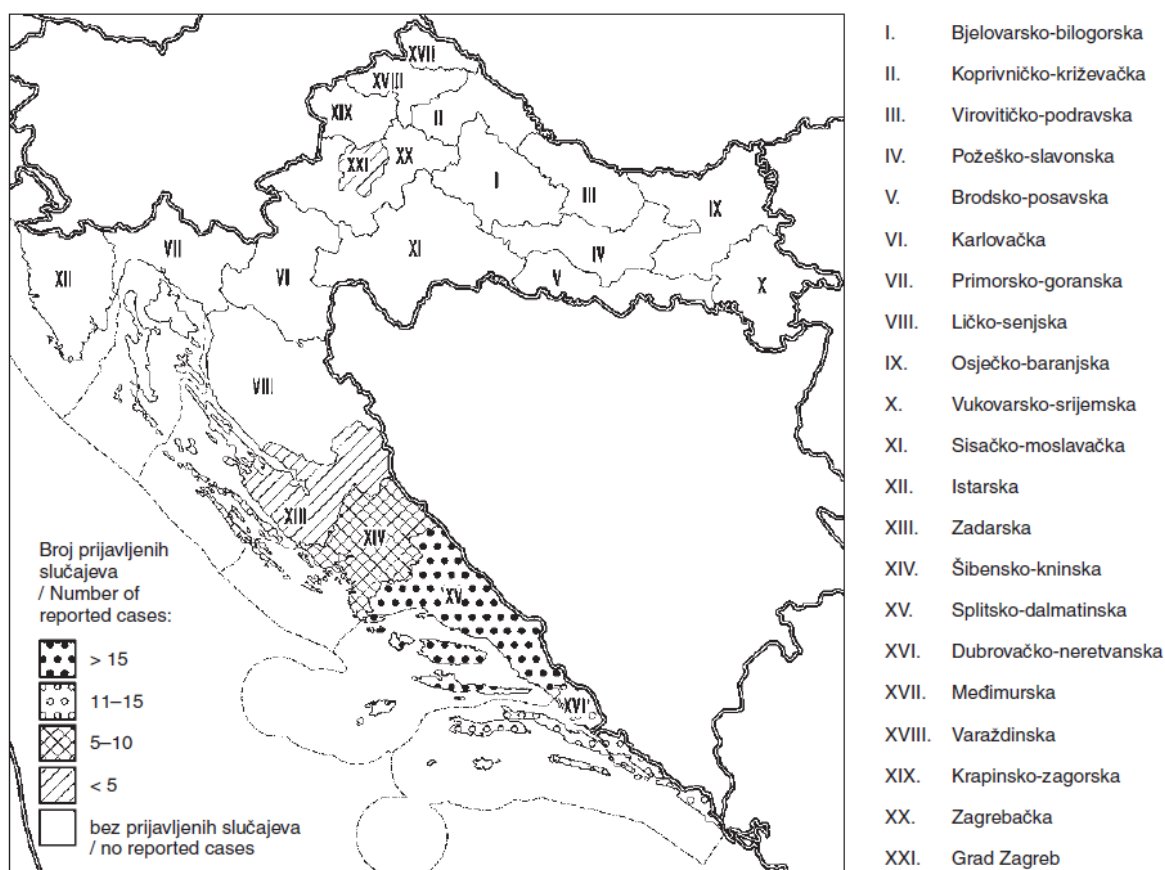 XVII
XVIII
XIX
II
XX
XXI
I
III
IX
VII
XII
VI
XI
IV
V
X
VIII
XIII
XIV
XV
XVI
Broj prijavljenih
slučajeva
/ Number of
reported cases:
> 15
11–15
5–10
< 5
bez prijavljenih slučajeva
/ no reported cases
I. Bjelovarsko-bilogorska
II. Koprivničko-križevačka
III. Virovitičko-podravska
IV. Požeško-slavonska
V. Brodsko-posavska
VI. Karlovačka
VII. Primorsko-goranska
VIII. Ličko-senjska
IX. Osječko-baranjska
X. Vukovarsko-srijemska
XI. Sisačko-moslavačka
XII. Istarska
XIII. Zadarska
XIV. Šibensko-kninska
XV. Splitsko-dalmatinska
XVI. Dubrovačko-neretvanska
XVII. Međimurska
XVIII. Varaždinska
XIX. Krapinsko-zagorska
XX. Zagrebačka
XXI. Grad Zagreb